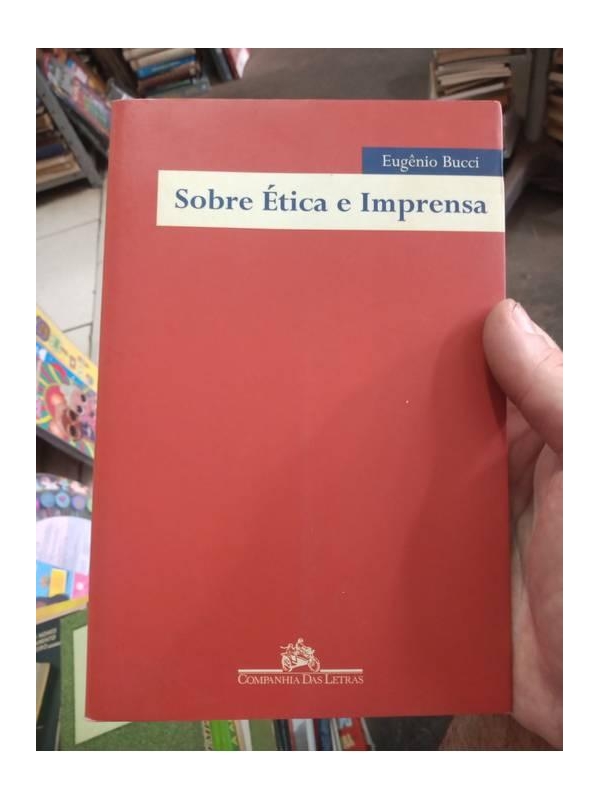 Eugênio Bucci
Sobre Ética e Imprensa
COMPANHIA DAS LETRAS